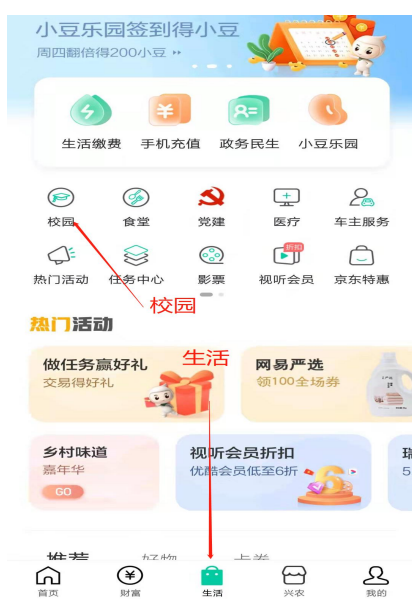 小豆乐园签到得小豆
周四翻倍得200小豆
生活缴费 手机充值 政务民生 小豆乐园
校园 食堂 党建 医疗 车主服务
折扣
热门活动 任务中心 影票 视听会员 京东特惠
校园
热门活动
生活
做任务赢好礼 网易严选
交易得好礼 领100全场券
乡村味道 视听会员折扣 瑞
嘉年华 优酷会员低至6折 5
GO
推荐 好物 卡券
首页 财富 生活 兴农 我的